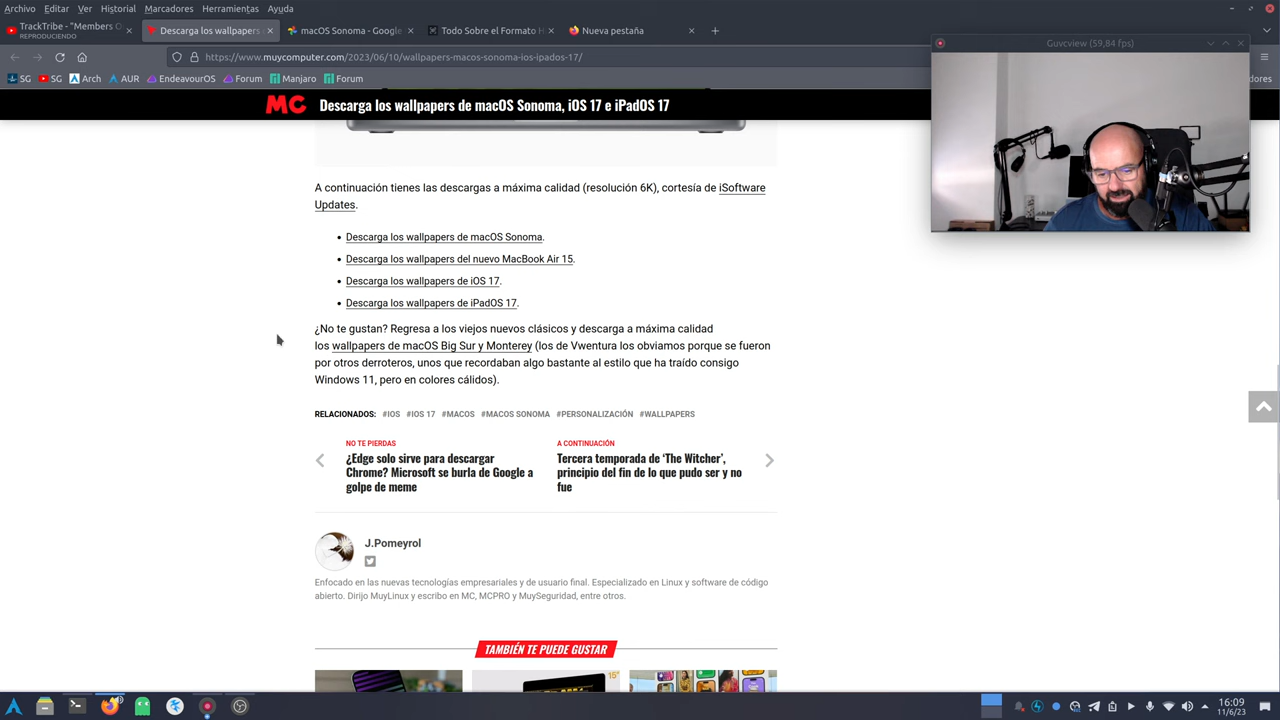 Archivo Editar Ver Historial Marcadores Herramientas Ayuda
TrackTribe - "Members O
REPRODUCIENDO
Descarga los wallpapers
macOS Sonoma - Google
Todo Sobre el Formato H
Nueva pestaña
https://www.muycomputer.com/2023/06/10/wallpapers-macos-sonoma-ios-ipados-17/
SG SG Arch AUR EndeavourOS Forum Manjaro Forum
dores
Guvcview (59,84 fps)
MC Descarga los wallpapers de macOS Sonoma, iOS 17 e iPadOS 17
A continuación tienes las descargas a máxima calidad (resolución 6K), cortesía de iSoftware
Updates.
• Descarga los wallpapers de macOS Sonoma.
• Descarga los wallpapers del nuevo MacBook Air 15.
• Descarga los wallpapers de iOS 17.
• Descarga los wallpapers de iPadOS 17.
¿No te gustan? Regresa a los viejos nuevos clásicos y descarga a máxima calidad
los wallpapers de macOS Big Sur y Monterey (los de Vwentura los obviamos porque se fueron
por otros derroteros, unos que recordaban algo bastante al estilo que ha traído consigo
Windows 11, pero en colores cálidos).
RELACIONADOS: #IOS #IOS 17 #MACOS #MACOS SONOMA #PERSONALIZACIÓN #WALLPAPERS
NO TE PIERDAS
¿Edge solo sirve para descargar
Chrome? Microsoft se burla de Google a
golpe de meme
A CONTINUACIÓN
Tercera temporada de ‘The Witcher’,
principio del fin de lo que pudo ser y no
fue
J.Pomeyrol
Enfocado en las nuevas tecnologías empresariales y de usuario final. Especializado en Linux y software de código
abierto. Dirijo MuyLinux y escribo en MC, MCPRO y MuySeguridad, entre otros.
TAMBIÉN TE PUEDE GUSTAR
15"
16:09
11/6/23